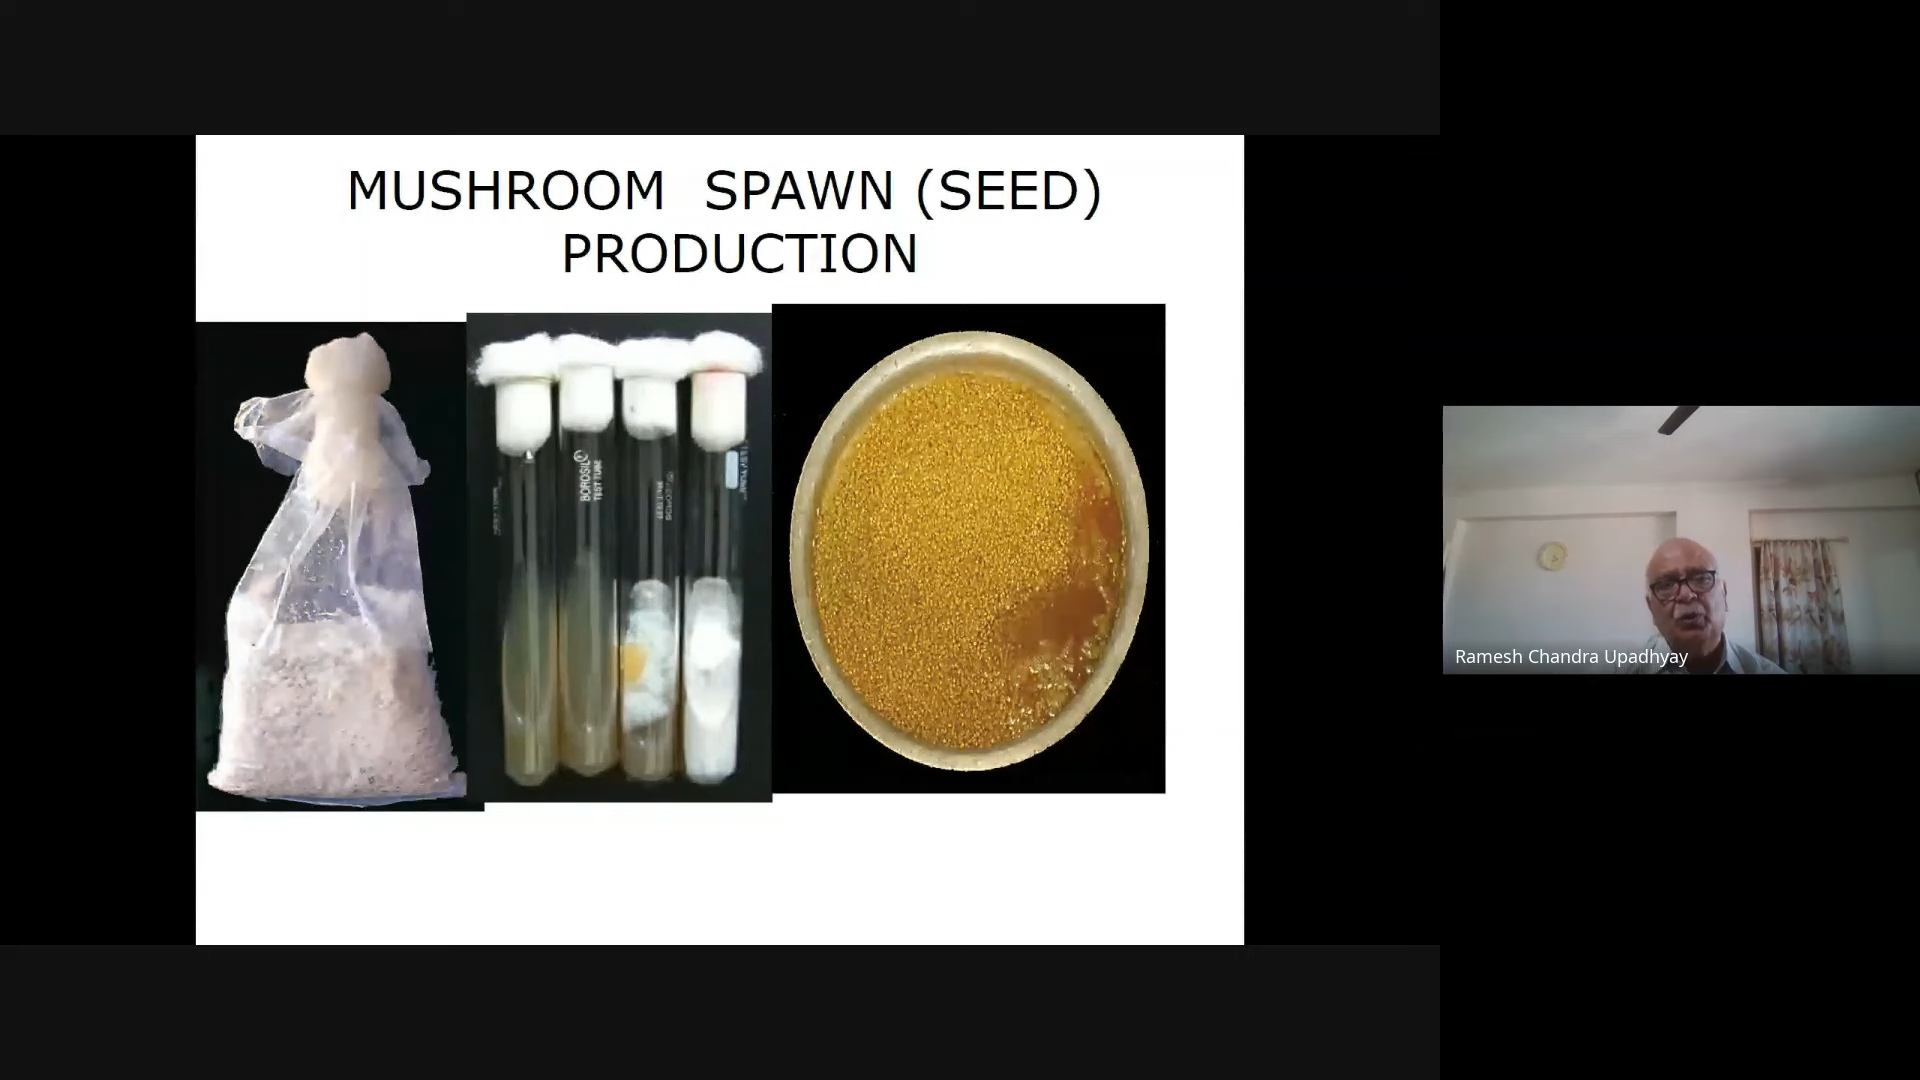 MUSHROOM SPAWN (SEED)
PRODUCTION
BOROSIL
TEST TUBE
Ramesh Chandra Upadhyay